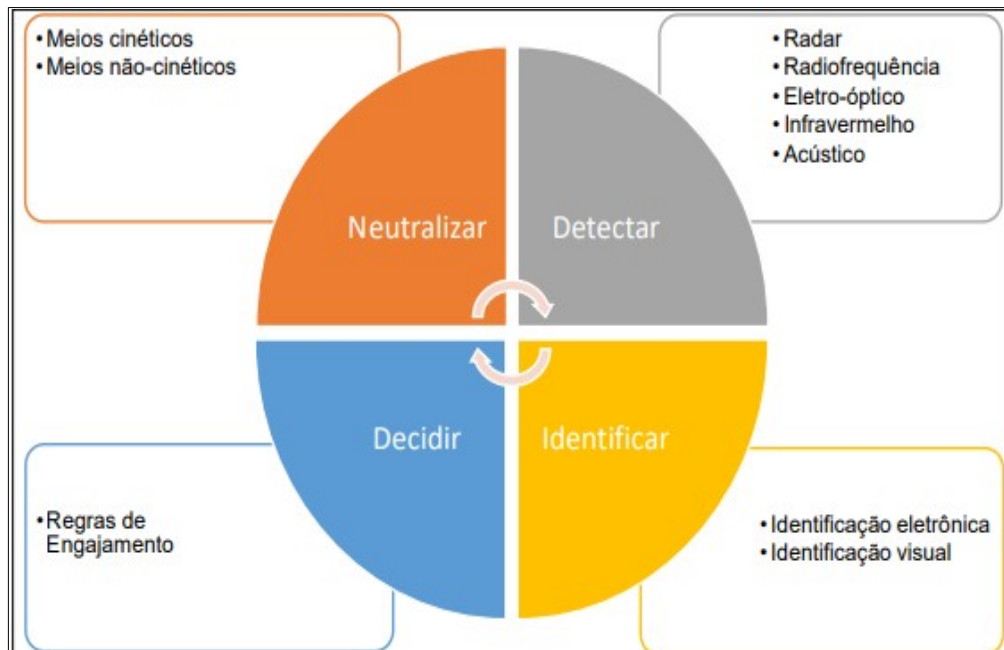 • Meios cinéticos
• Meios não-cinéticos
• Radar
• Radiofrequência
• Eletro-óptico
• Infravermelho
• Acústico
Neutralizar
Detectar
Decidir
Identificar
• Regras de
Engajamento
• Identificação eletrônica
• Identificação visual